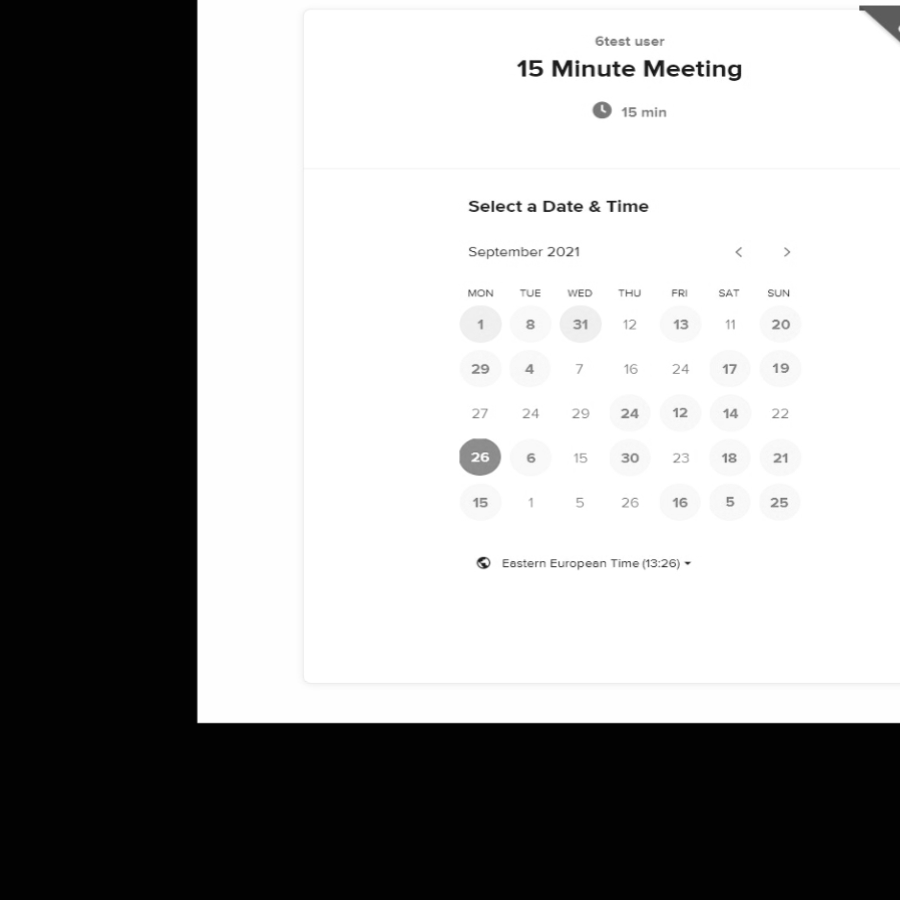 6test user
15 Minute Meeting
15 min
Select a Date & Time
September 2021
MON TUE WED THU FRI SAT SUN
1 8 31 12 13 11 20
29 4 7 16 24 17 19
27 24 29 24 12 14 22
26 6 15 30 23 18 21
15 1 5 26 16 5 25
Eastern European Time (13:26)